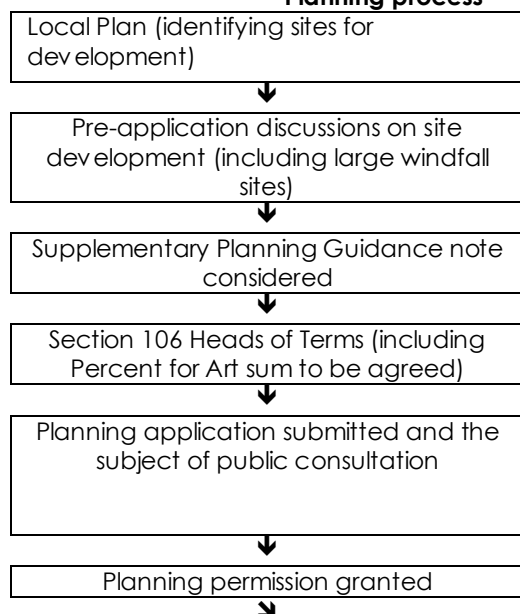 Planning process
Local Plan (identifying sites for
development)
Pre-application discussions on site
development (including large windfall
sites)
Supplementary Planning Guidance note
considered
Section 106 Heads of Terms (including
Percent for Art sum to be agreed)
Planning application submitted and the
subject of public consultation
Planning permission granted